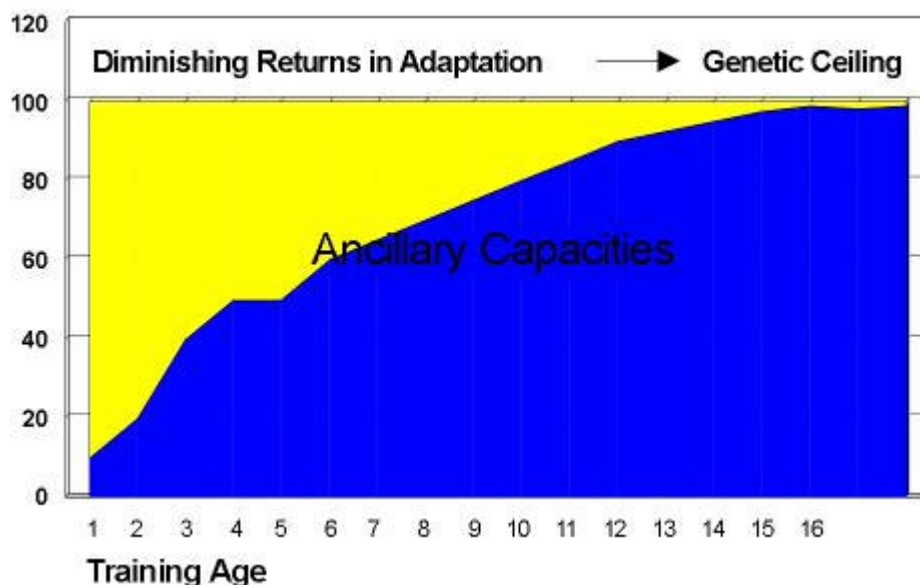 120
Diminishing Returns in Adaptation Genetic Ceiling
100
80
Ancillary Capacities
60
40
20
0
1 2 3 4 5 6 7 8 9 10 11 12 13 14 15 16
Training Age